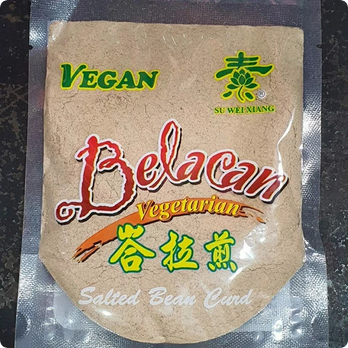 VEGAN
素
®
SU WEI XIANG
Belacan
Vegetarian
峇拉煎
Salted Bean Curd